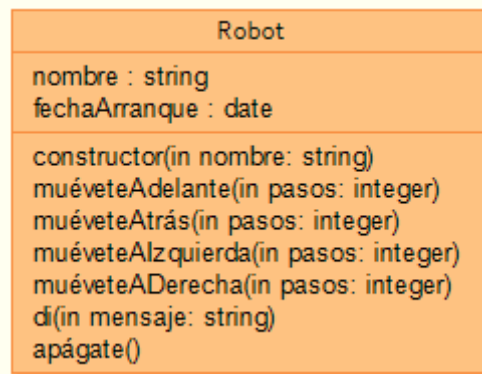 Robot
nombre : string
fechaArranque : date
constructor(in nombre: string)
muéveteAdelante(in pasos: integer)
muéveteAtrás(in pasos: integer)
muéveteAIzquierda(in pasos: integer)
muéveteADerecha(in pasos: integer)
di(in mensaje: string)
apágate()